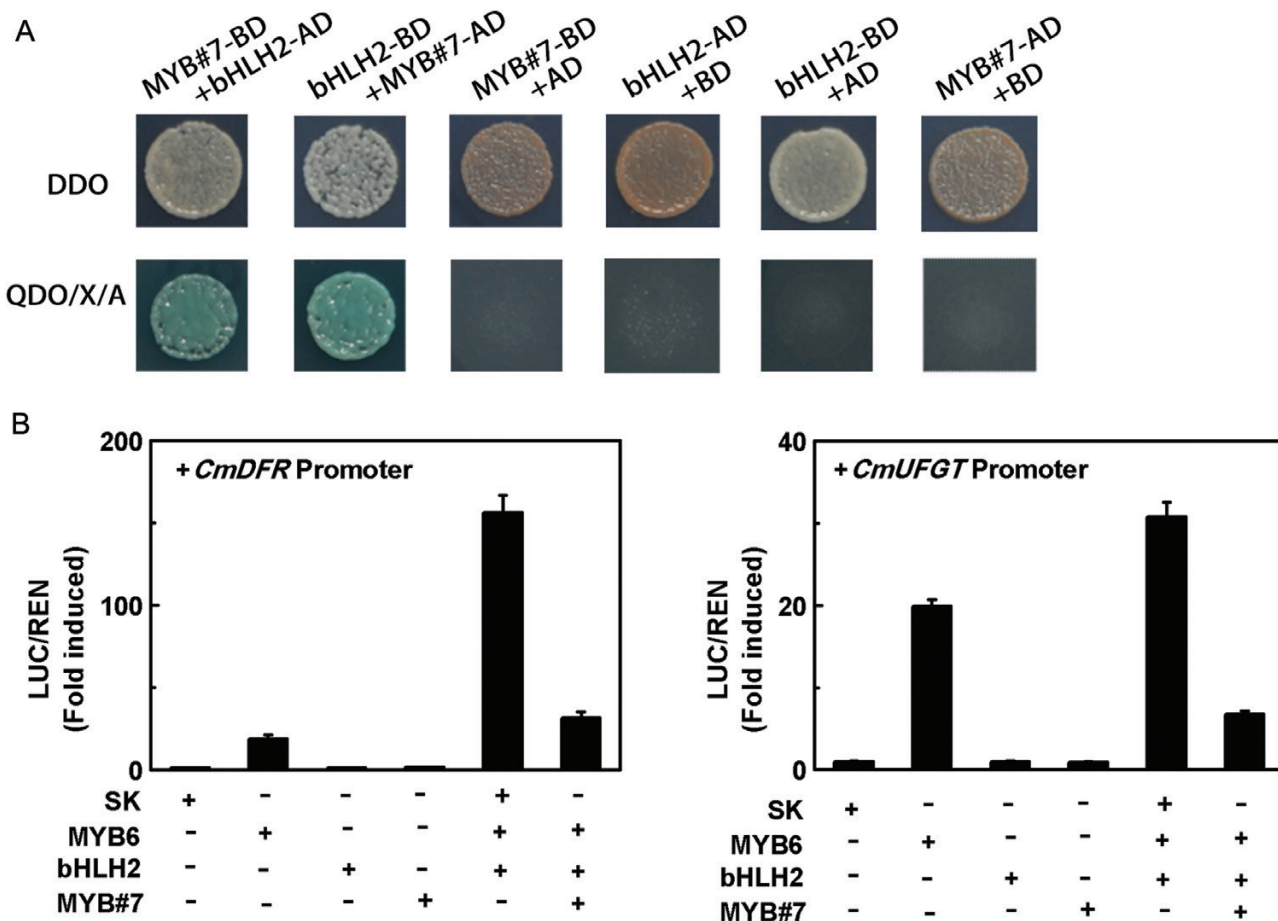 A
MYB#7-BD
+bHLH2-AD
bHLH2-BD
+MYB#7-AD
MYB#7-BD
+AD
bHLH2-AD
+BD
bHLH2-BD
+AD
MYB#7-AD
+BD
DDO
QDO/X/A
B
200
100
0
LUC/REN
(Fold induced)
+ CmDFR Promoter
SK + - - - + -
MYB6 - + - - + +
bHLH2 - - + - + +
MYB#7 - - - + - +
40
20
0
LUC/REN
(Fold induced)
+ CmUFGT Promoter
SK + - - - + -
MYB6 - + - - + +
bHLH2 - - + - + +
MYB#7 - - - + - +